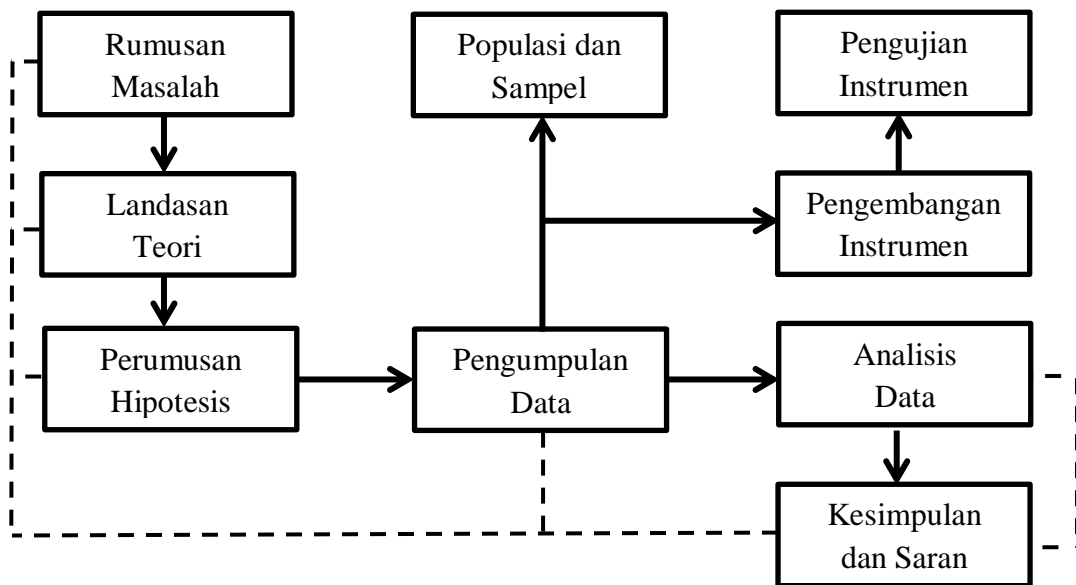 Rumusan
Masalah
Populasi dan
Sampel
Pengujian
Instrumen
Landasan
Teori
Pengembangan
Instrumen
Perumusan
Hipotesis
Pengumpulan
Data
Analisis
Data
Kesimpulan
dan Saran